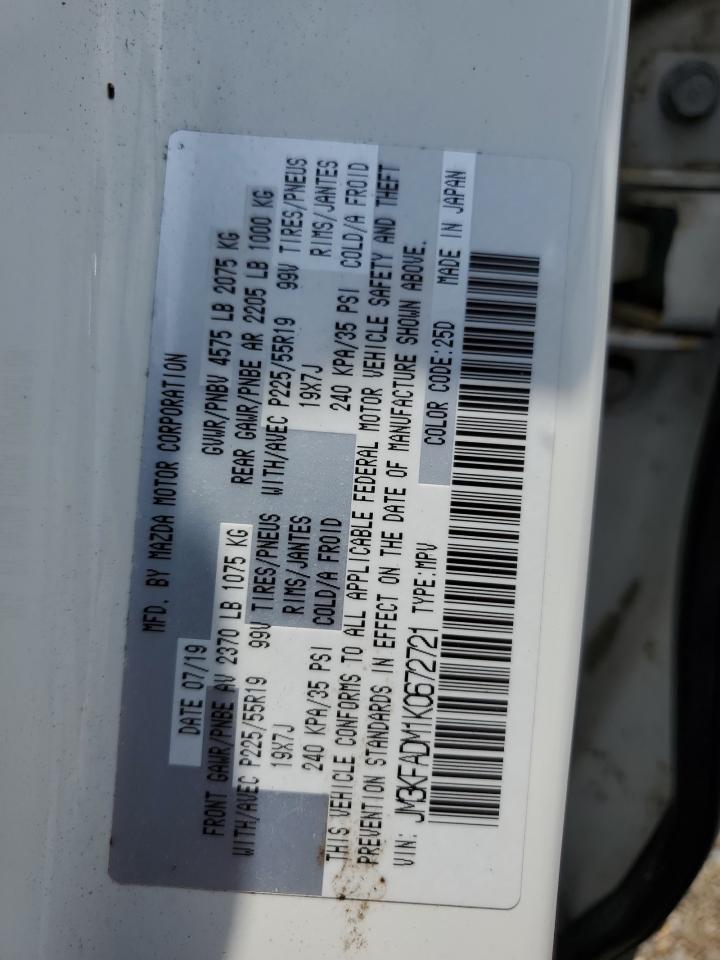 MFD. BY MAZDA MOTOR CORPORATION
DATE 07/19 GVWR/PNBV 4575 LB 2075 KG
FRONT GAWR/PNBE AV 2370 LB 1075 KG REAR GAWR/PNBE AR 2205 LB 1000 KG
WITH/AVEC P225/55R19 99V TIRES/PNEUS WITH/AVEC P225/55R19 99V TIRES/PNEUS
19X7J RIMS/JANTES 19X7J RIMS/JANTES
240 KPA/35 PSI COLD/A FROID 240 KPA/35 PSI COLD/A FROID
THIS VEHICLE CONFORMS TO ALL APPLICABLE FEDERAL MOTOR VEHICLE SAFETY AND THEFT
PREVENTION STANDARDS IN EFFECT ON THE DATE OF MANUFACTURE SHOWN ABOVE.
VIN: JM3KFADM1K0672721 TYPE:MPV COLOR CODE:25D MADE IN JAPAN